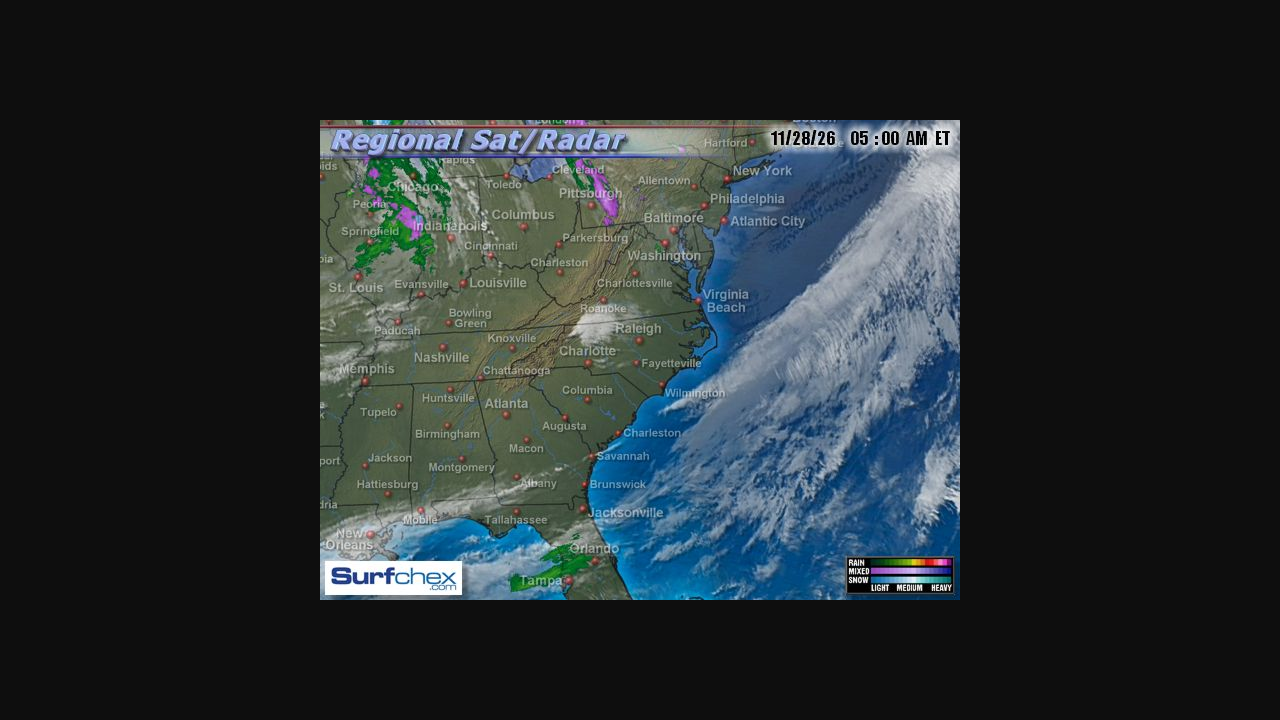 Regional Sat/Radar
11/28/26 05 :00 AM ET
Hartford
Cleveland
Toledo
New York
Chicago
Allentown
Pittsburgh
Philadelphia
Peoria
Columbus
Baltimore
Atlantic City
Indianapolis
Springfield
Parkersburg
Cincinnati
Washington
Charleston
Charlottesville
St. Louis
Evansville
Louisville
Virginia
Beach
Roanoke
Bowling
Green
Paducah
Raleigh
Knoxville
Nashville
Charlotte
Memphis
Chattanooga
Fayetteville
Columbia
Wilmington
Huntsville
Atlanta
Tupelo
Augusta
Birmingham
Charleston
Macon
Jackson
Savannah
Montgomery
Hattiesburg
Albany
Brunswick
Mobile
Tallahassee
Jacksonville
New
Orleans
Orlando
Tampa
Surfchex
.com
RAIN
MIXED
SNOW
LIGHT MEDIUM HEAVY